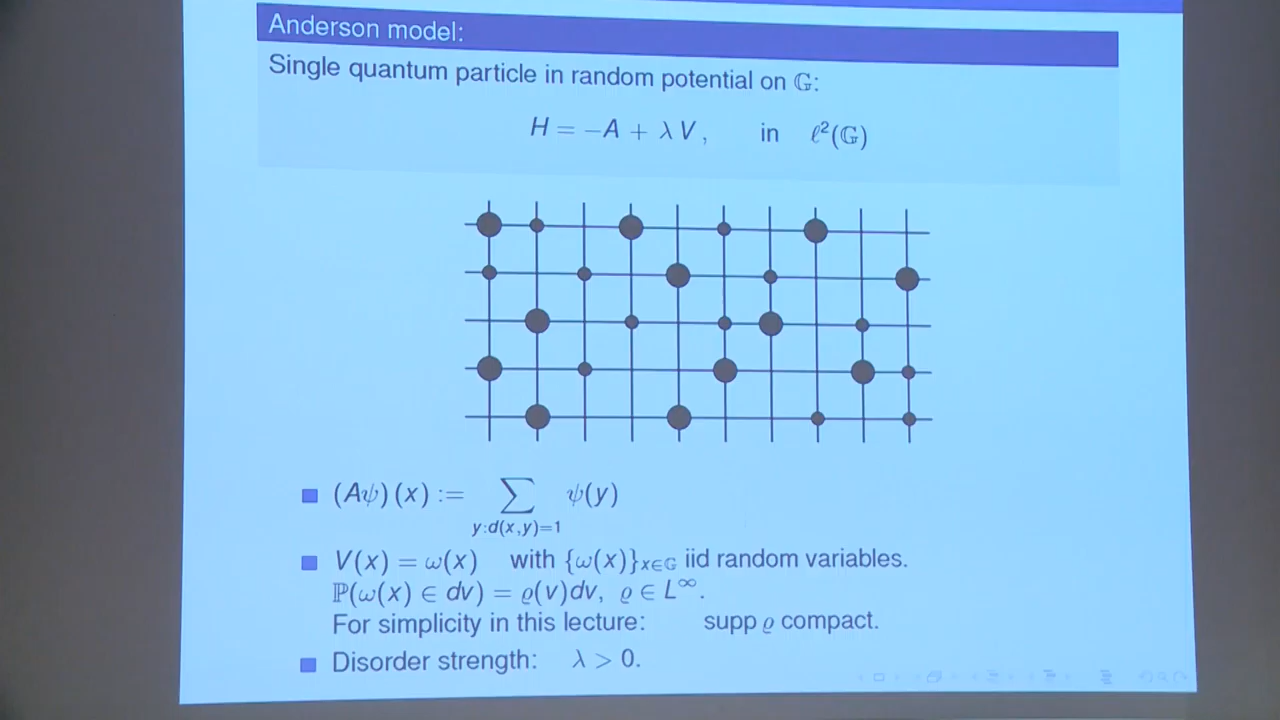 Anderson model:
Single quantum particle in random potential on 𝔾:
H = −A + λ V ,   in   ℓ²(𝔾)
(Aψ)(x) := ∑ ψ(y)
y:d(x,y)=1
V(x) = ω(x)   with {ω(x)}ₓ∈𝔾 iid random variables.
ℙ(ω(x) ∈ dv) = ϱ(v)dv, ϱ ∈ L^∞.
For simplicity in this lecture:   supp ϱ compact.
Disorder strength:   λ > 0.